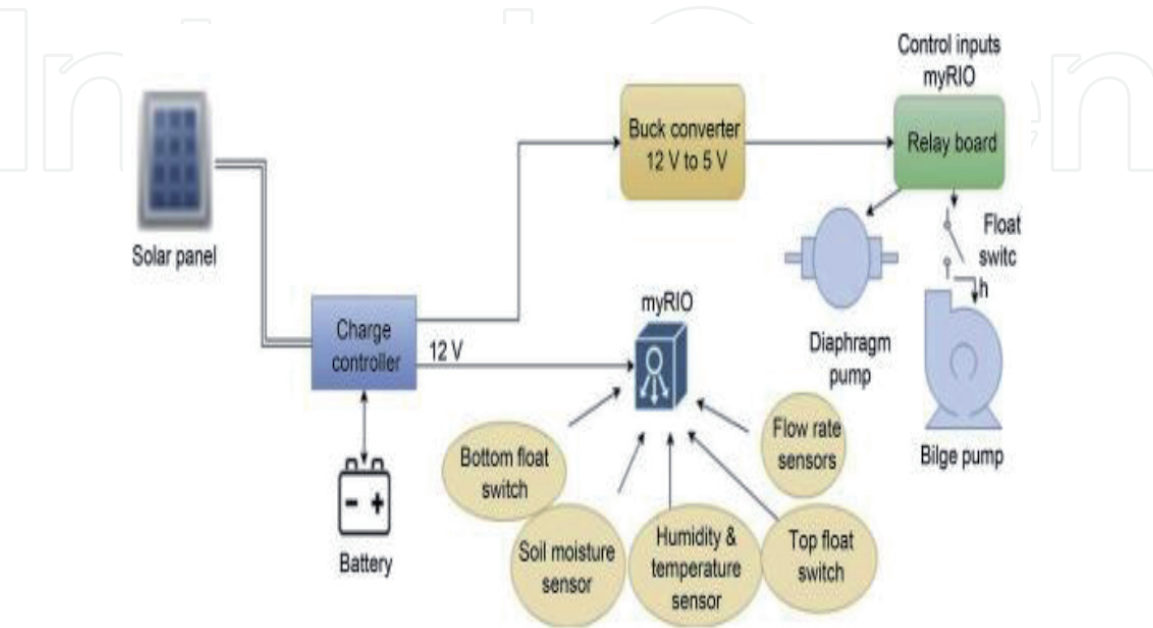 Control inputs
myRIO
Buck converter
12 V to 5 V
Relay board
Solar panel
Float
switc
h
myRIO
Charge
controller
12 V
Diaphragm
pump
Bottom float
switch
Flow rate
sensors
Bilge pump
Battery
Soil moisture
sensor
Humidity &
temperature
sensor
Top float
switch